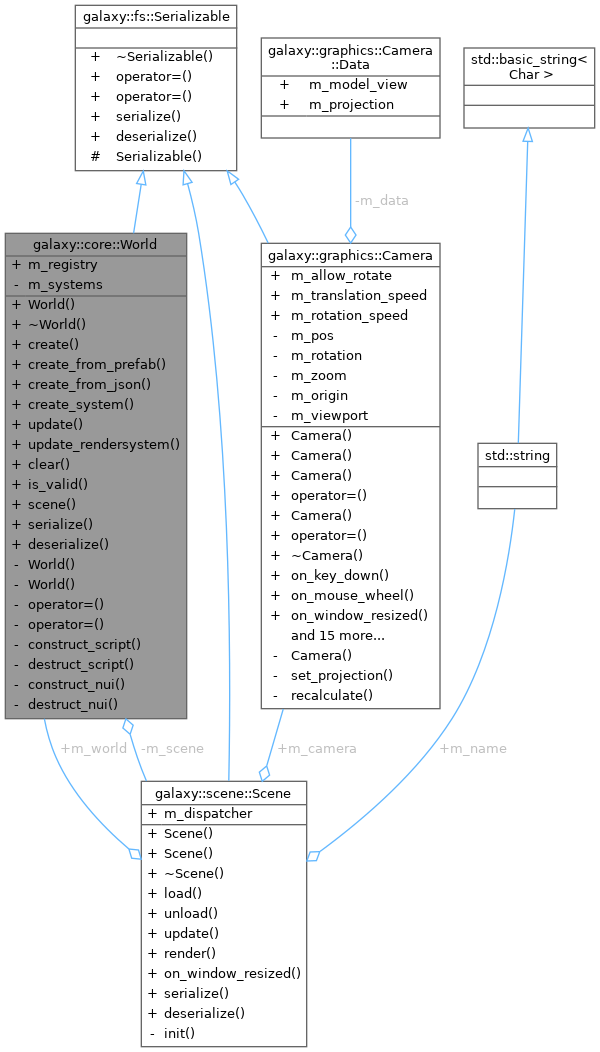 galaxy::fs::Serializable
+ ~Serializable()
+ operator=()
+ operator=()
+ serialize()
+ deserialize()
# Serializable()
galaxy::graphics::Camera
::Data
+ m_model_view
+ m_projection
std::basic_string<
Char >
-m_data
galaxy::core::World
+ m_registry
- m_systems
+ World()
+ ~World()
+ create()
+ create_from_prefab()
+ create_from_json()
+ create_system()
+ update()
+ update_rendersystem()
+ clear()
+ is_valid()
+ scene()
+ serialize()
+ deserialize()
- World()
- World()
- operator=()
- operator=()
- construct_script()
- destruct_script()
- construct_nui()
- destruct_nui()
galaxy::graphics::Camera
+ m_allow_rotate
+ m_translation_speed
+ m_rotation_speed
- m_pos
- m_rotation
- m_zoom
- m_origin
- m_viewport
+ Camera()
+ Camera()
+ Camera()
+ operator=()
+ Camera()
+ operator=()
+ ~Camera()
+ on_key_down()
+ on_mouse_wheel()
+ on_window_resized()
and 15 more...
- Camera()
- set_projection()
- recalculate()
std::string
+m_world
-m_scene
+m_camera
+m_name
galaxy::scene::Scene
+ m_dispatcher
+ Scene()
+ Scene()
+ ~Scene()
+ load()
+ unload()
+ update()
+ render()
+ on_window_resized()
+ serialize()
+ deserialize()
- init()